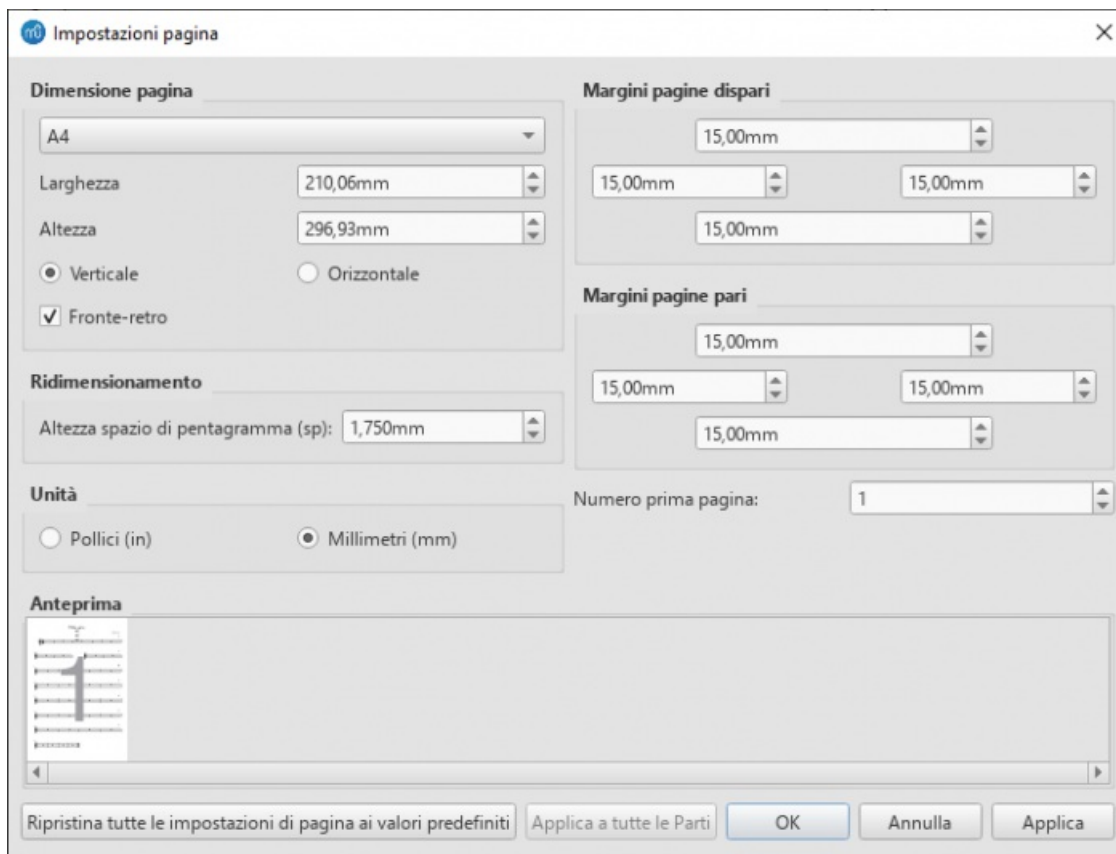 Impostazioni pagina
Dimensione pagina
A4
Larghezza 210,06mm
Altezza 296,93mm
Verticale Orizzontale
Fronte-retro
Ridimensionamento
Altezza spazio di pentagramma (sp): 1,750mm
Unità
Pollici (in) Millimetri (mm)
Margini pagine dispari
15,00mm
15,00mm 15,00mm
15,00mm
Margini pagine pari
15,00mm
15,00mm 15,00mm
15,00mm
Numero prima pagina: 1
Anteprima
1
Ripristina tutte le impostazioni di pagina ai valori predefiniti Applica a tutte le Parti OK Annulla Applica